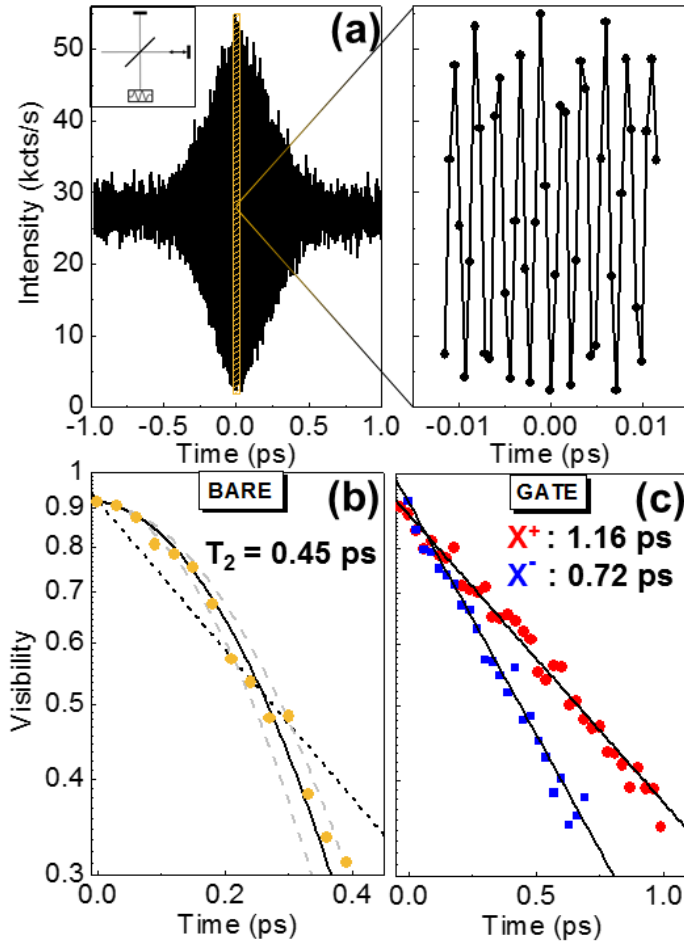 (a)
Intensity (kcts/s)
50
40
30
20
10
0
-1.0 -0.5 0.0 0.5 1.0
Time (ps)
-0.01 0.00 0.01
Time (ps)
(b)
BARE
T2 = 0.45 ps
Visibility
1
0.9
0.8
0.7
0.6
0.5
0.4
0.3
0.0 0.2 0.4
Time (ps)
(c)
GATE
X+ : 1.16 ps
X- : 0.72 ps
0.0 0.5 1.0
Time (ps)